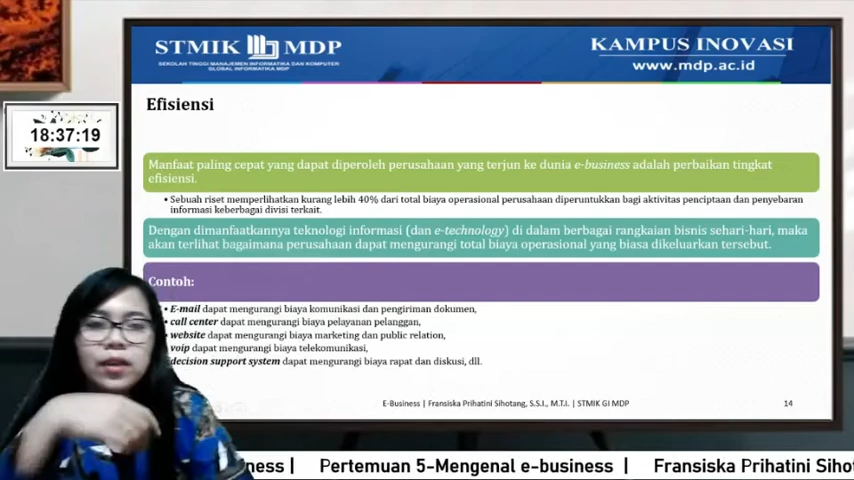 STMIK MDP
SEKOLAH TINGGI MANAJEMEN INFORMATIKA DAN KOMPUTER
GLOBAL INFORMATIKA MDP
KAMPUS INOVASI
www.mdp.ac.id
Efisiensi
18:37:19
Manfaat paling cepat yang dapat diperoleh perusahaan yang terjun ke dunia e-business adalah perbaikan tingkat
efisiensi.
• Sebuah riset memperlihatkan kurang lebih 40% dari total biaya operasional perusahaan diperuntukkan bagi aktivitas penciptaan dan penyebaran
informasi keberbagai divisi terkait.
Dengan dimanfaatkannya teknologi informasi (dan e-technology) di dalam berbagai rangkaian bisnis sehari-hari, maka
akan terlihat bagaimana perusahaan dapat mengurangi total biaya operasional yang biasa dikeluarkan tersebut.
Contoh:
• E-mail dapat mengurangi biaya komunikasi dan pengiriman dokumen,
• call center dapat mengurangi biaya pelayanan pelanggan,
website dapat mengurangi biaya marketing dan public relation,
voip dapat mengurangi biaya telekomunikasi,
decision support system dapat mengurangi biaya rapat dan diskusi, dll.
E-Business | Fransiska Prihatini Sihotang, S.S.I., M.T.I. | STMIK GI MDP
14
ness | Pertemuan 5-Mengenal e-business | Fransiska Prihatini Siho